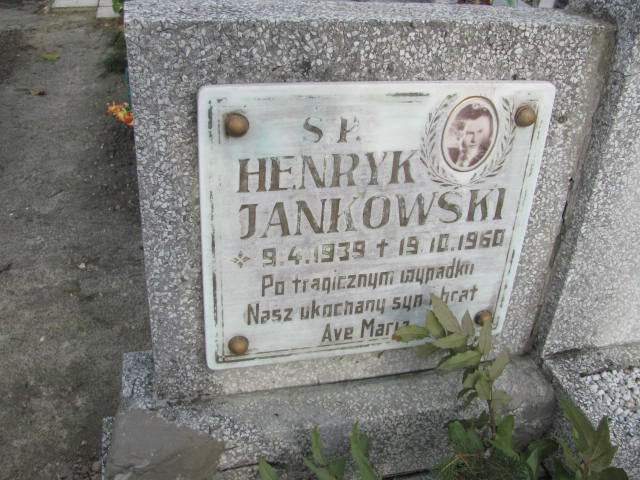 Ś P.
HENRYK
JANKOWSKI
* 9.4.1939 † 19.10.1960
Po tragicznym wypadku
Nasz ukochany syn i brat
Ave Maria